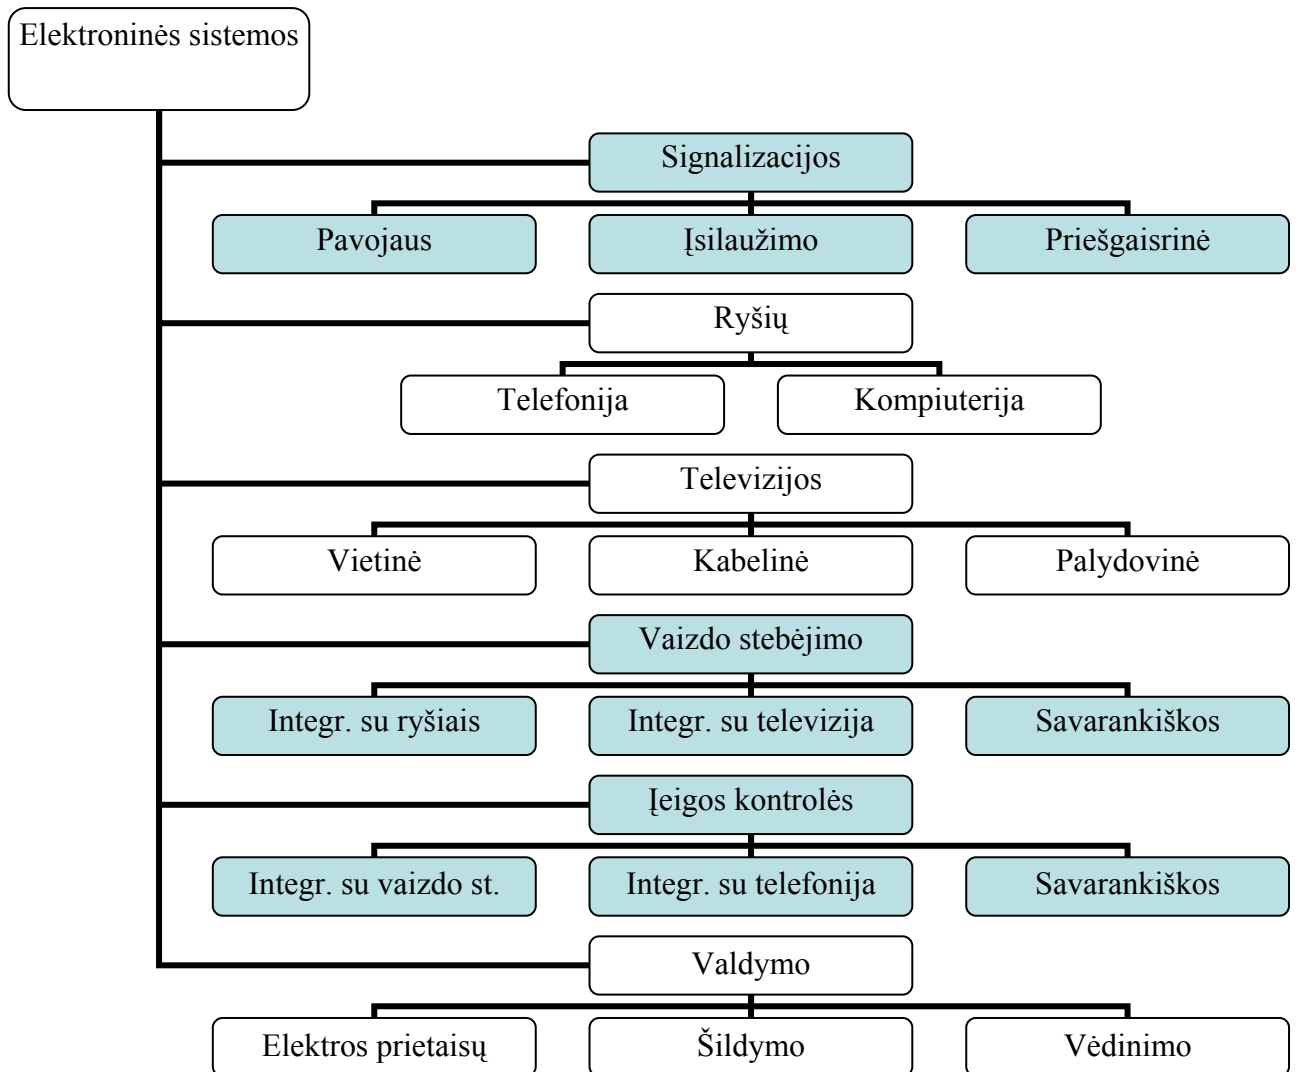 Elektroninės sistemos
Signalizacijos
Pavojaus
Įsilaužimo
Priešgaisrinė
Ryšių
Telefonija
Kompiuterija
Televizijos
Vietinė
Kabelinė
Palydovinė
Vaizdo stebėjimo
Integr. su ryšiais
Integr. su televizija
Savarankiškos
Įeigos kontrolės
Integr. su vaizdo st.
Integr. su telefonija
Savarankiškos
Valdymo
Elektros prietaisų
Šildymo
Vėdinimo